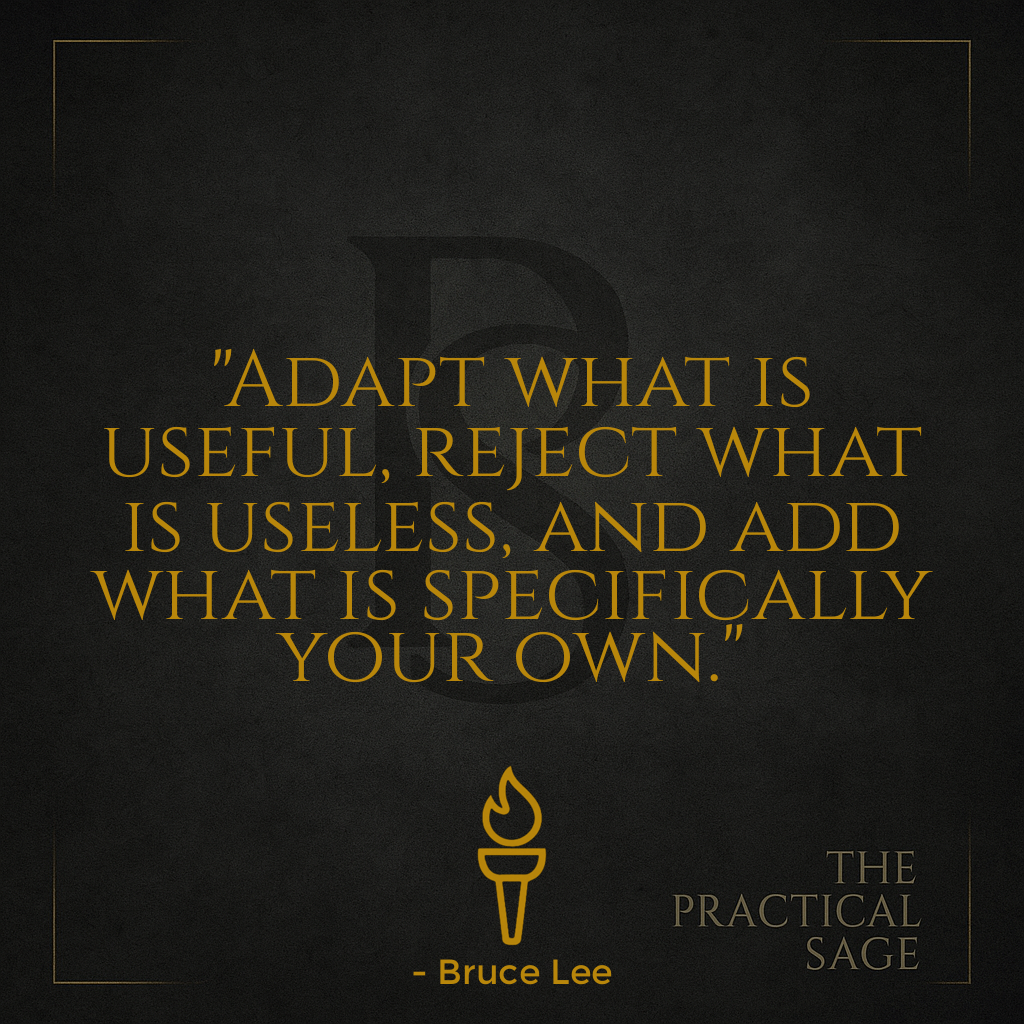 "Adapt what is
useful, reject what
is useless, and add
what is specifically
your own."
- Bruce Lee
THE
PRACTICAL
SAGE
PS